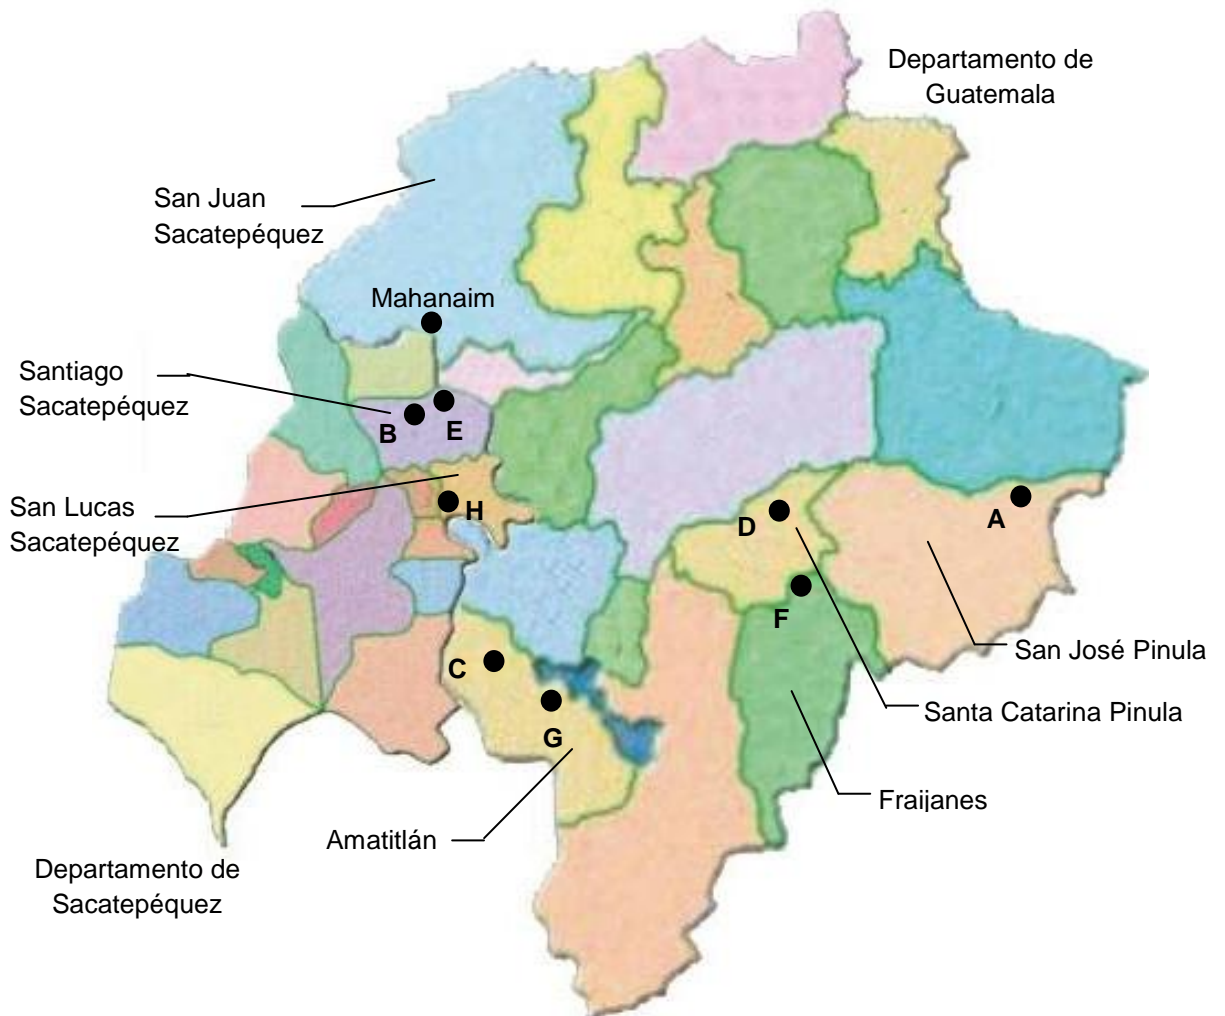 Departamento de
Guatemala
San Juan
Sacatepéquez
Mahanaim
Santiago
Sacatepéquez
B
E
San Lucas
Sacatepéquez
H
D
A
F
C
San José Pinula
G
Santa Catarina Pinula
Fraijanes
Amatitlán
Departamento de
Sacatepéquez